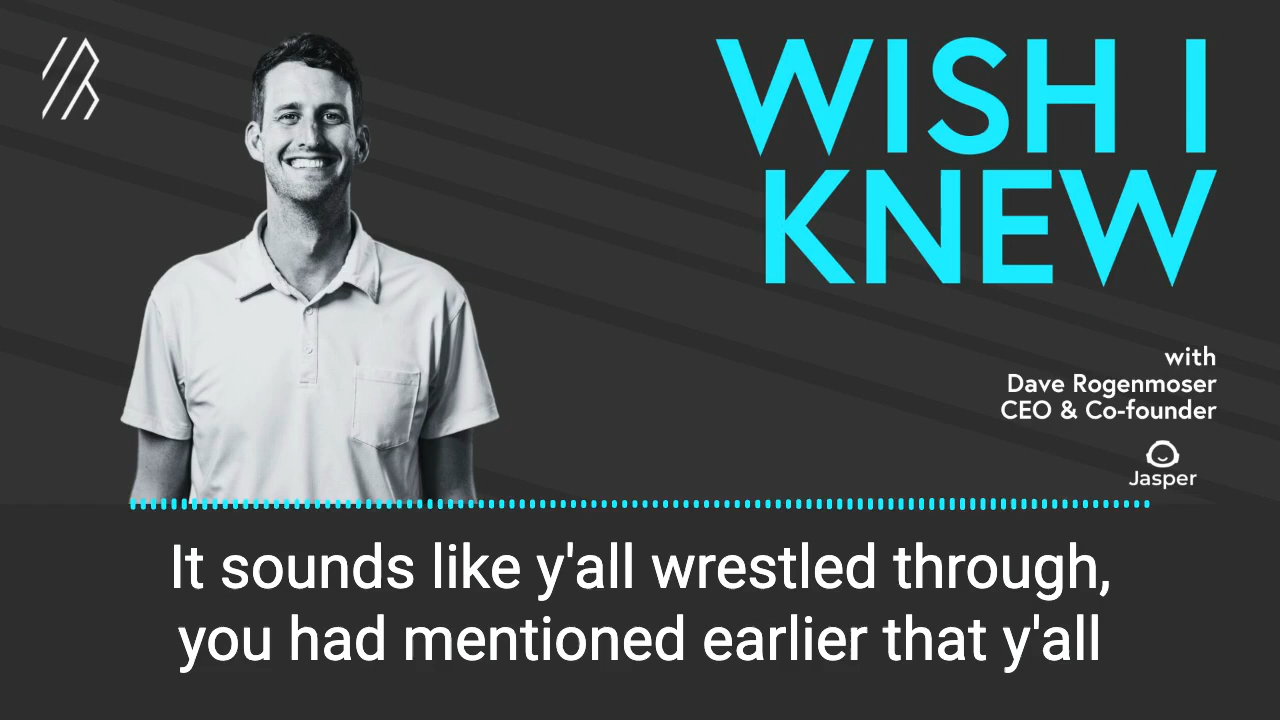 WISH I
KNEW
with
Dave Rogenmoser
CEO & Co-founder
Jasper
It sounds like y'all wrestled through,
you had mentioned earlier that y'all